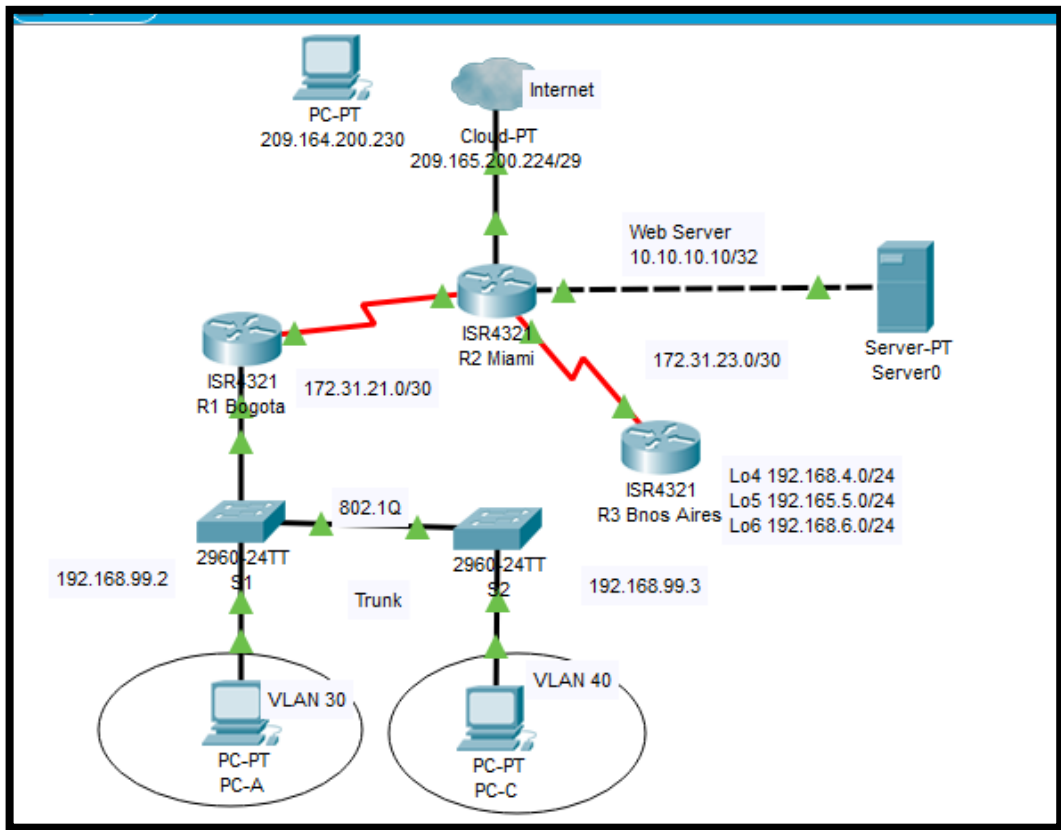 PC-PT
209.164.200.230
Internet
Cloud-PT
209.165.200.224/29
Web Server
10.10.10.10/32
ISR4321
R2 Miami
Server-PT
Server0
172.31.23.0/30
ISR4321
R1 Bogota
172.31.21.0/30
ISR4321
R3 Bnos Aires
Lo4 192.168.4.0/24
Lo5 192.165.5.0/24
Lo6 192.168.6.0/24
802.1Q
2960-24TT
S1
2960-24TT
S2
192.168.99.2
Trunk
192.168.99.3
VLAN 30
PC-PT
PC-A
VLAN 40
PC-PT
PC-C